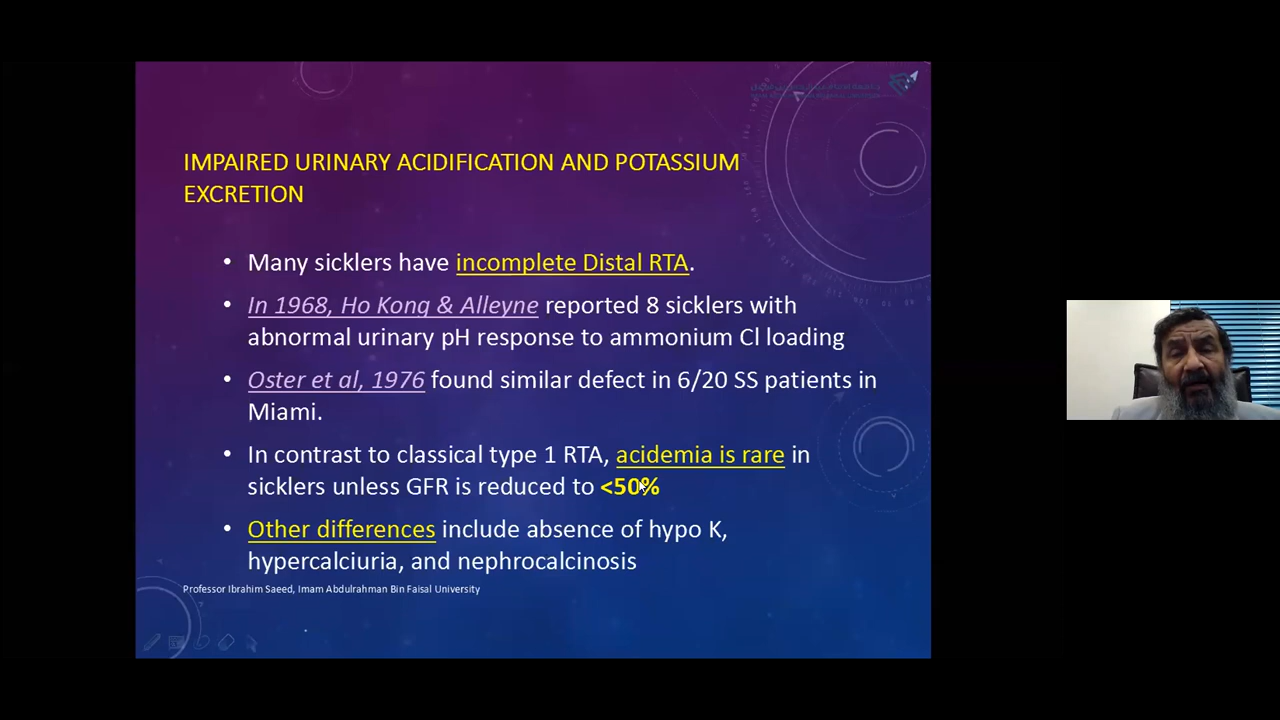 IMPAIRED URINARY ACIDIFICATION AND POTASSIUM
EXCRETION
• Many sicklers have incomplete Distal RTA.
• In 1968, Ho Kong & Alleyne reported 8 sicklers with
abnormal urinary pH response to ammonium Cl loading
• Oster et al, 1976 found similar defect in 6/20 SS patients in
Miami.
• In contrast to classical type 1 RTA, acidemia is rare in
sicklers unless GFR is reduced to <50%
• Other differences include absence of hypo K,
hypercalciuria, and nephrocalcinosis
Professor Ibrahim Saeed, Imam Abdulrahman Bin Faisal University